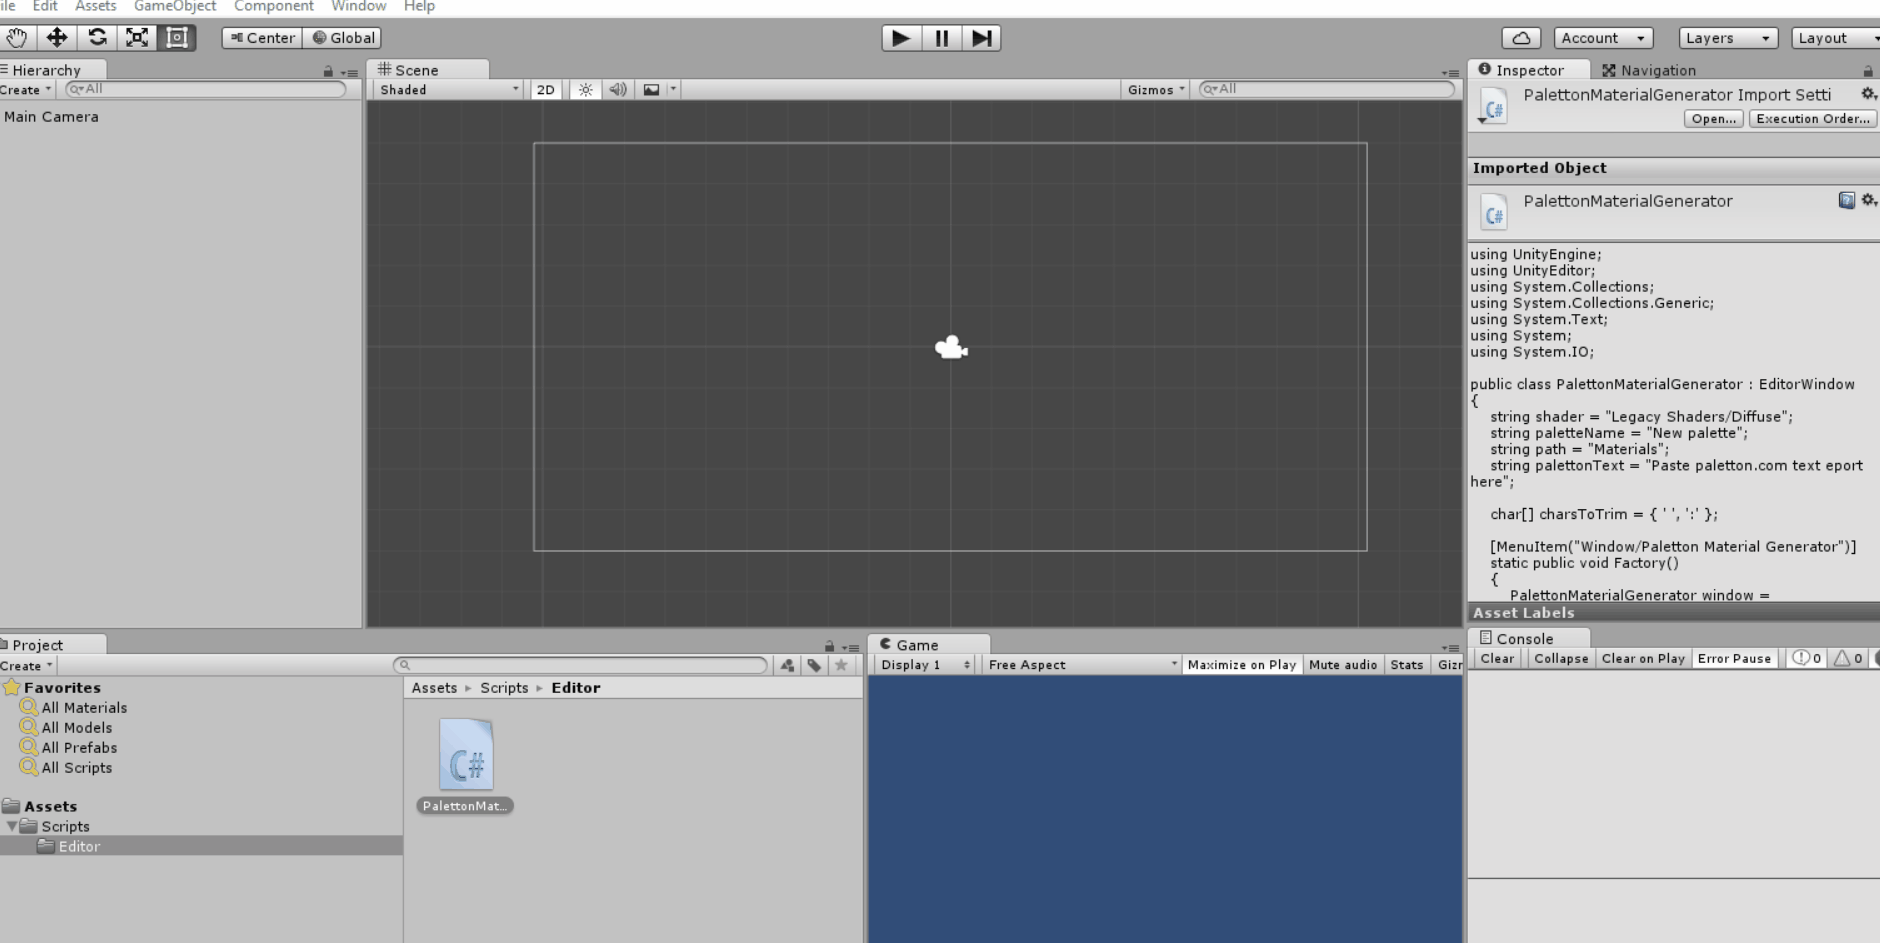 ile Edit Assets GameObject Component Window Help
Center Global Account Layers Layout
Hierarchy
Create All
Main Camera
Scene
Shaded 2D Gizmos All
Inspector Navigation
PalettonMaterialGenerator Import Setti
Open... Execution Order...
Imported Object
PalettonMaterialGenerator
C#
using UnityEngine;
using UnityEditor;
using System.Collections;
using System.Collections.Generic;
using System.Text;
using System;
using System.IO;
public class PalettonMaterialGenerator : EditorWindow
{
string shader = "Legacy Shaders/Diffuse";
string paletteName = "New palette";
string path = "Materials";
string palettonText = "Paste paletton.com text eport
here";
char[] charsToTrim = { ' ', ':' };
[MenuItem("Window/Paletton Material Generator")]
static public void Factory()
{
PalettonMaterialGenerator window =
Asset Labels
Project
Create
Favorites
All Materials
All Models
All Prefabs
All Scripts
Assets
Scripts
Editor
Assets Scripts Editor
C#
PalettonMat...
Game
Display 1 Free Aspect Maximize on Play Mute audio Stats Gizr
Console
Clear Collapse Clear on Play Error Pause 0 0